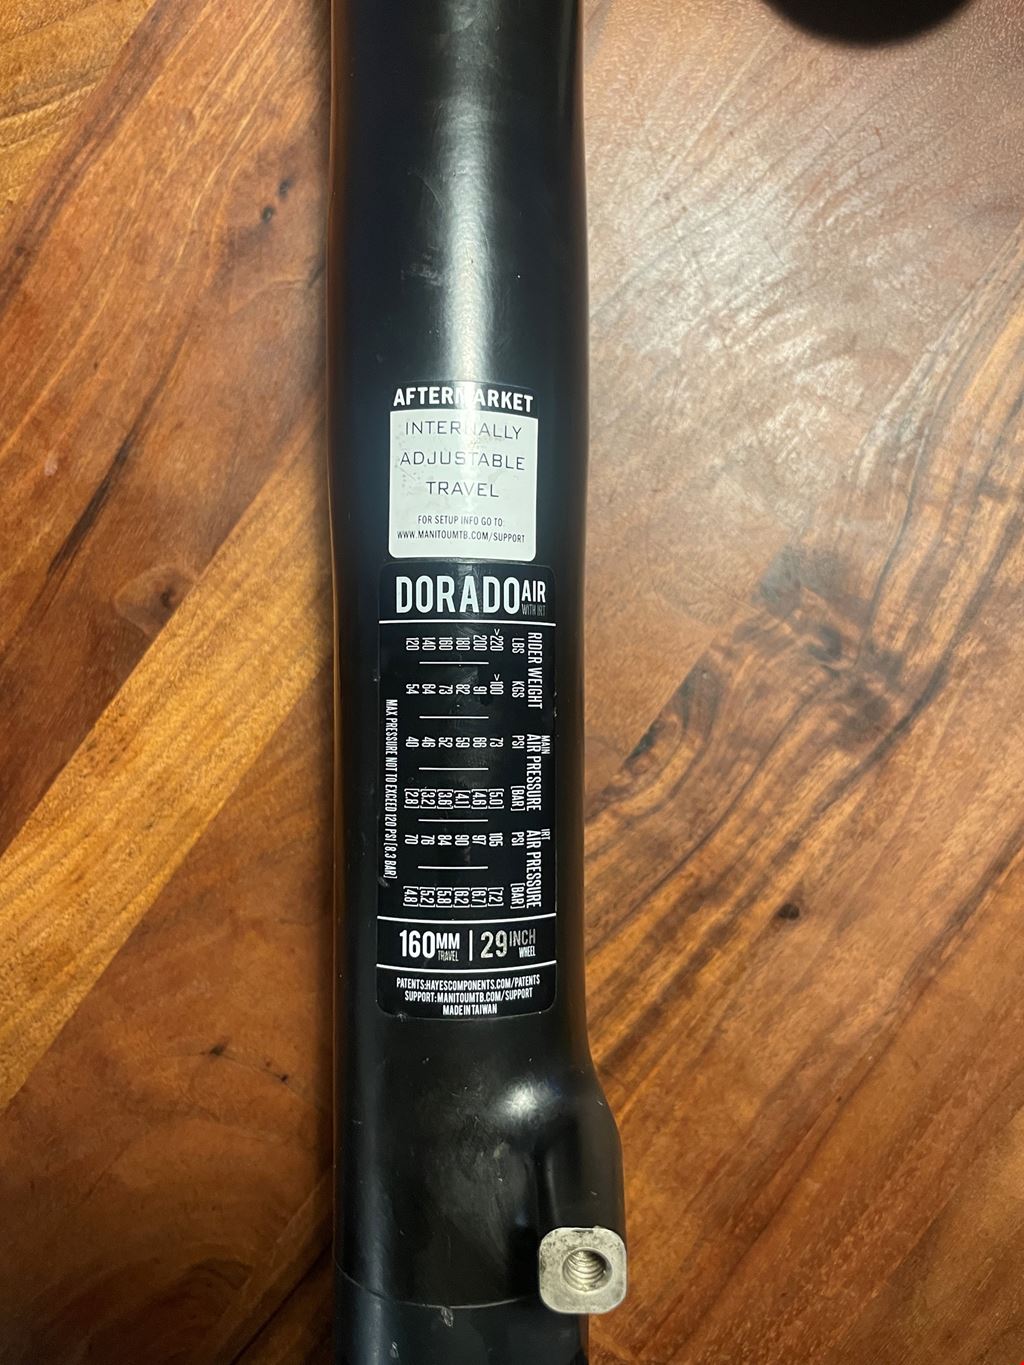 AFTERMARKET
INTERNALLY
ADJUSTABLE
TRAVEL
FOR SETUP INFO GO TO:
WWW.MANITOUMTB.COM/SUPPORT
DORADO AIR
WITH IRT
RIDER WEIGHT MAIN AIR PRESSURE IRT AIR PRESSURE
LBS KGS PSI [BAR] PSI [BAR]
>220 >100 73 [5.0] 105 [7.2]
200 91 66 [4.6] 97 [6.7]
180 82 59 [4.1] 90 [6.2]
160 73 52 [3.6] 84 [5.8]
140 64 46 [3.2] 76 [5.2]
120 54 40 [2.8] 70 [4.8]
MAX PRESSURE NOT TO EXCEED 120 PSI [8.3 BAR]
160MM TRAVEL | 29 INCH WHEEL
PATENTS:HAYESCOMPONENTS.COM/PATENTS
SUPPORT:MANITOUMTB.COM/SUPPORT
MADE IN TAIWAN